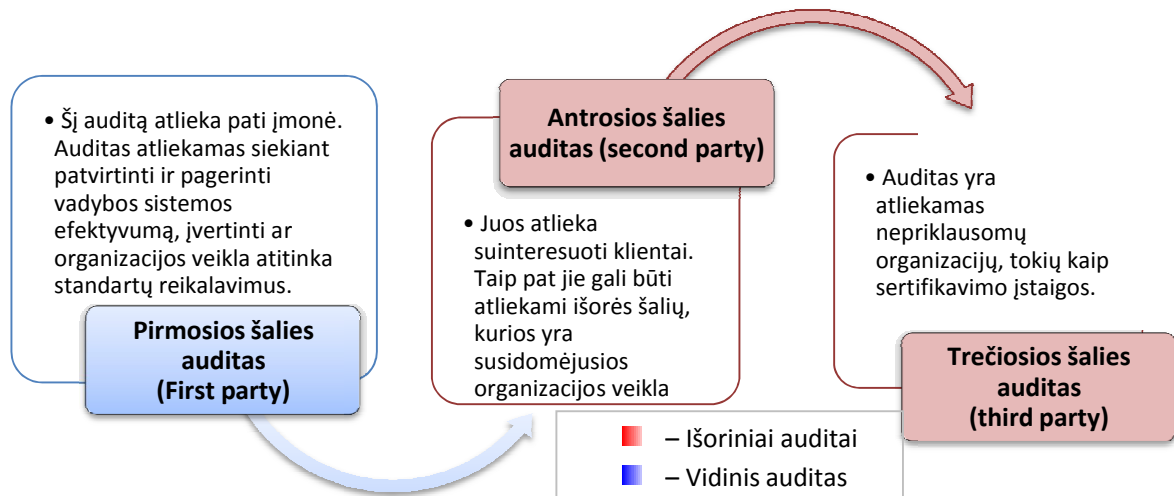 • Šį auditą atlieka pati įmonė.
Auditas atliekamas siekiant
patvirtinti ir pagerinti
vadybos sistemos
efektyvumą, įvertinti ar
organizacijos veikla atitinka
standartų reikalavimus.
Pirmosios šalies
auditas
(First party)
Antrosios šalies
auditas (second party)
• Juos atlieka
suinteresuoti klientai.
Taip pat jie gali būti
atliekami išorės šalių,
kurios yra
susidomėjusios
organizacijos veikla
• Auditas yra
atliekamas
nepriklausomų
organizacijų, tokių kaip
sertifikavimo įstaigos.
Trečiosios šalies
auditas
(third party)
– Išoriniai auditai
– Vidinis auditas